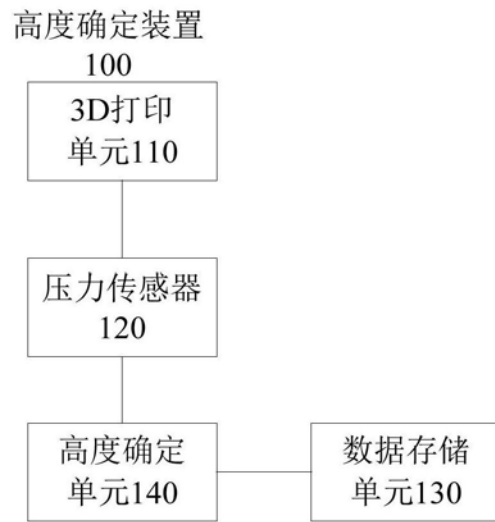 高度确定装置
100
3D打印
单元110
压力传感器
120
高度确定
单元140
数据存储
单元130